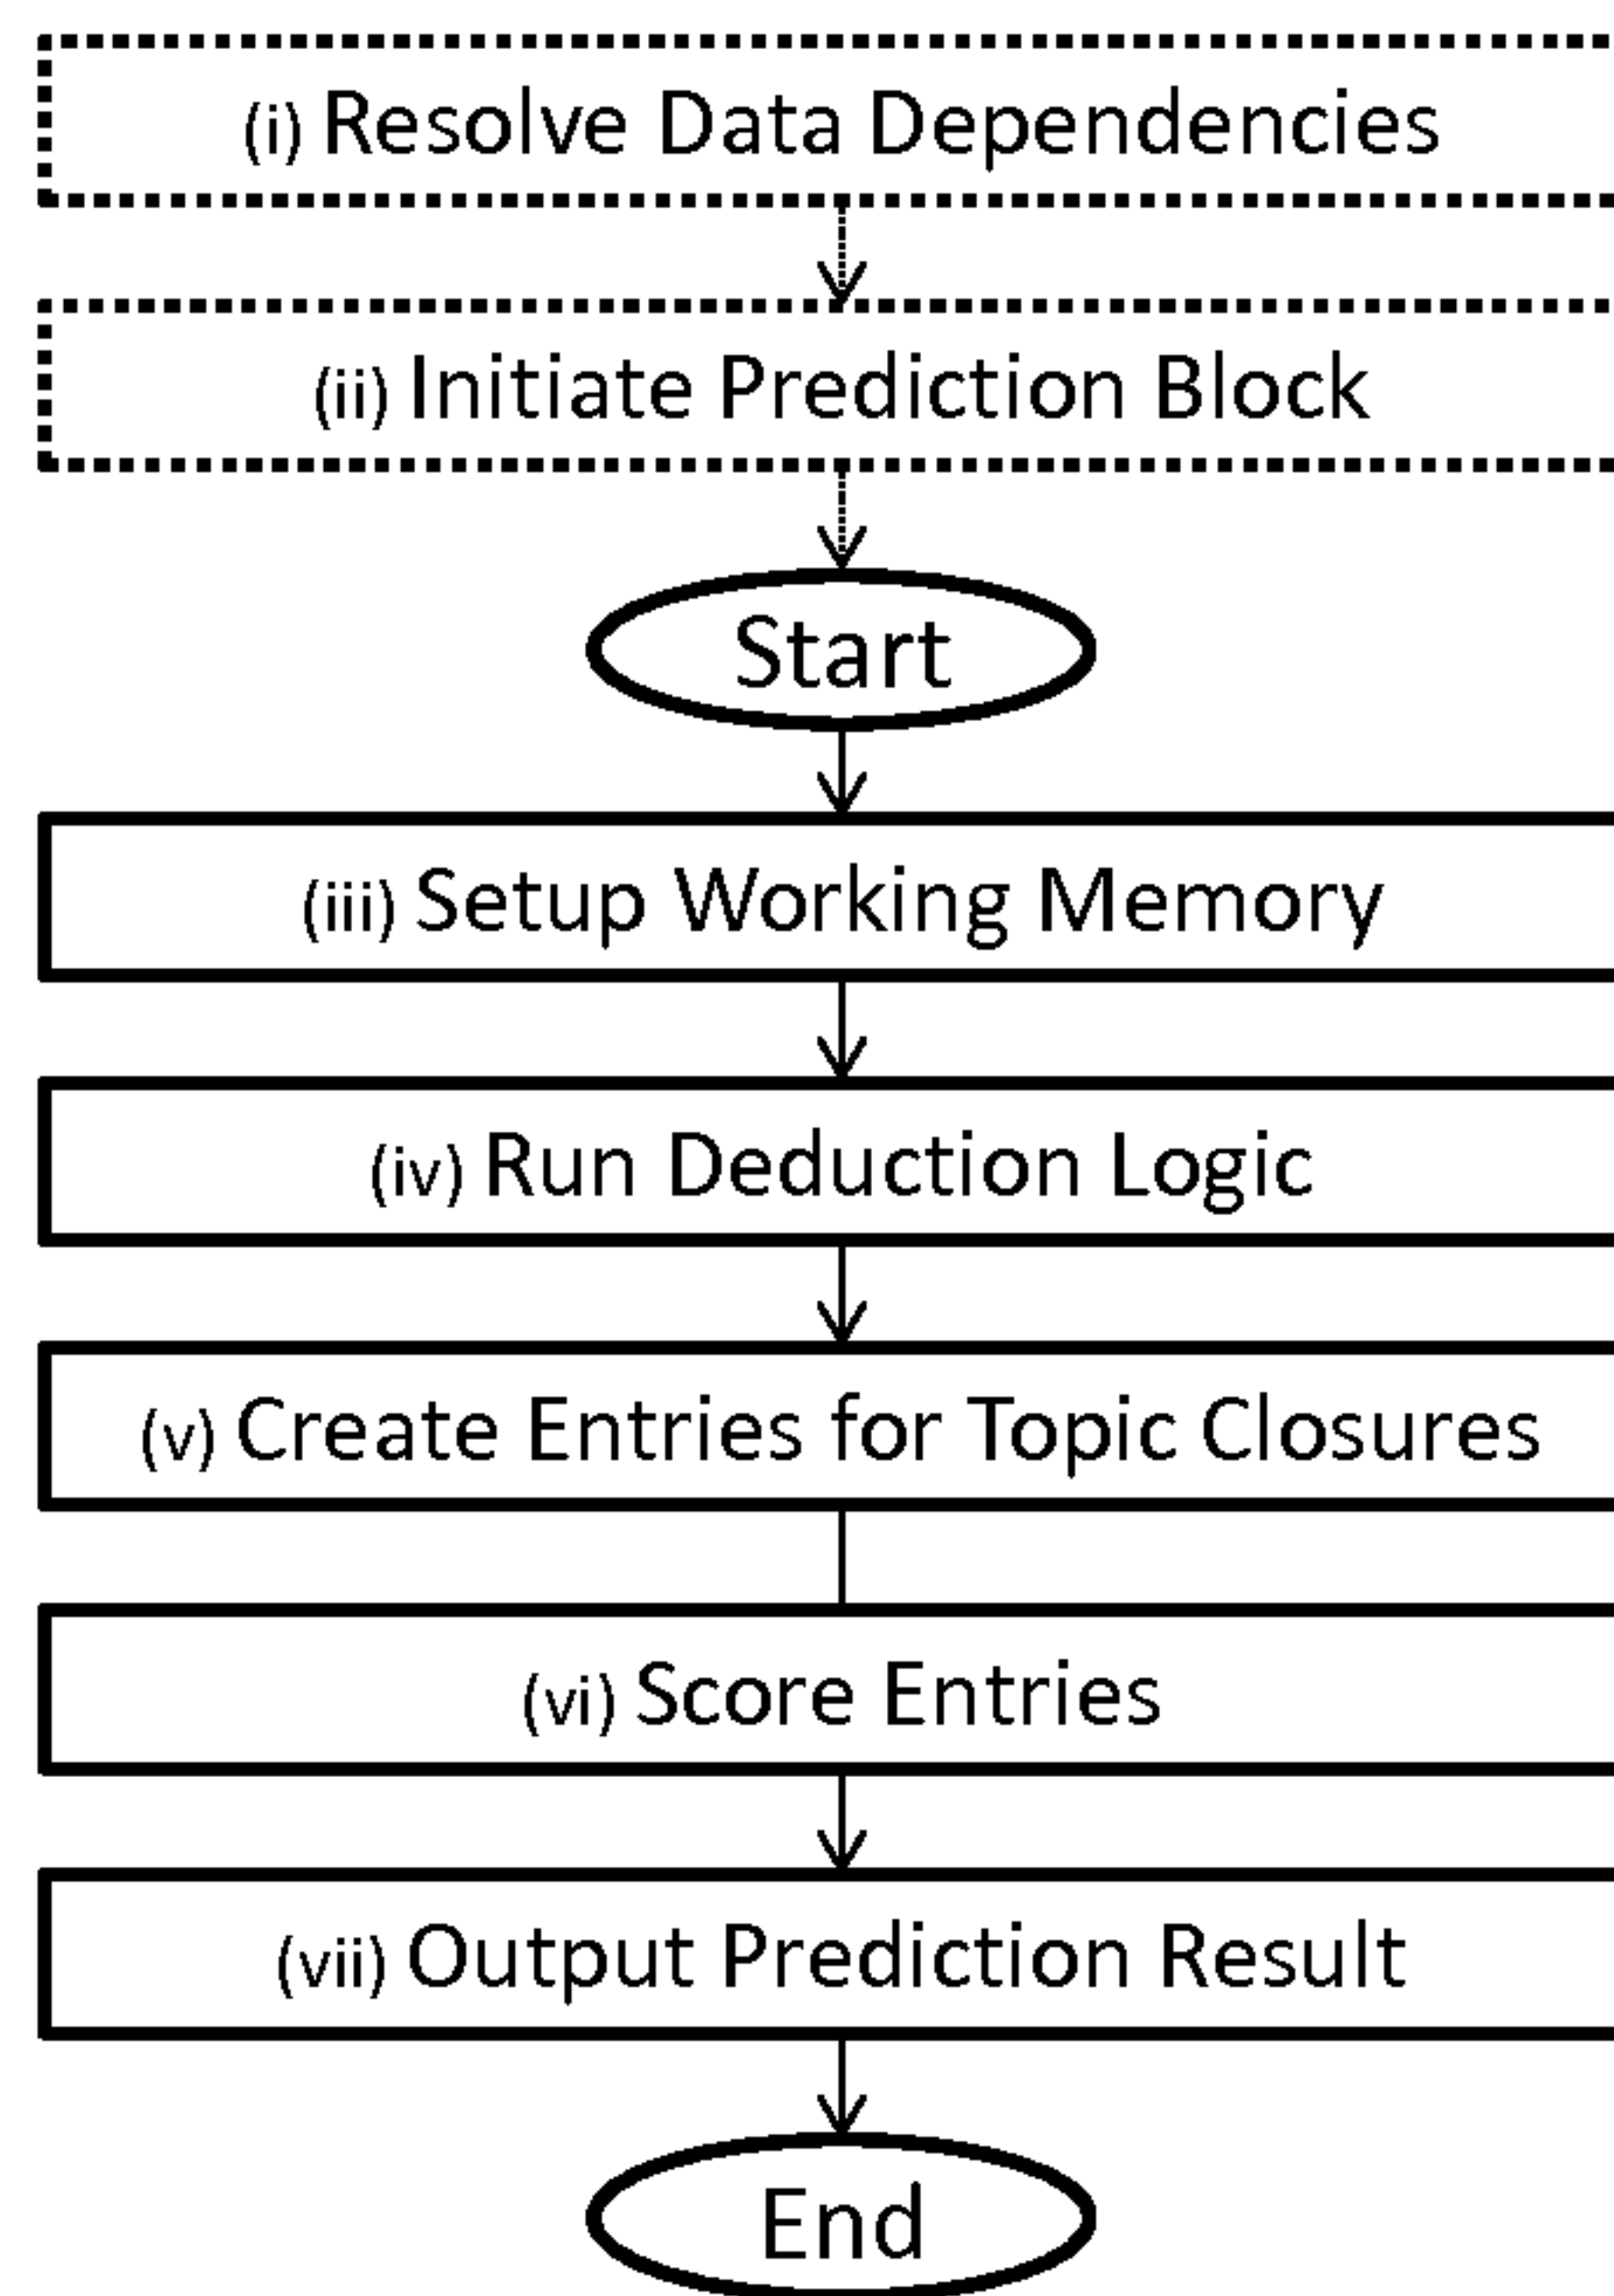 (i) Resolve Data Dependencies
(ii) Initiate Prediction Block
Start
(iii) Setup Working Memory
(iv) Run Deduction Logic
(v) Create Entries for Topic Closures
(vi) Score Entries
(vii) Output Prediction Result
End